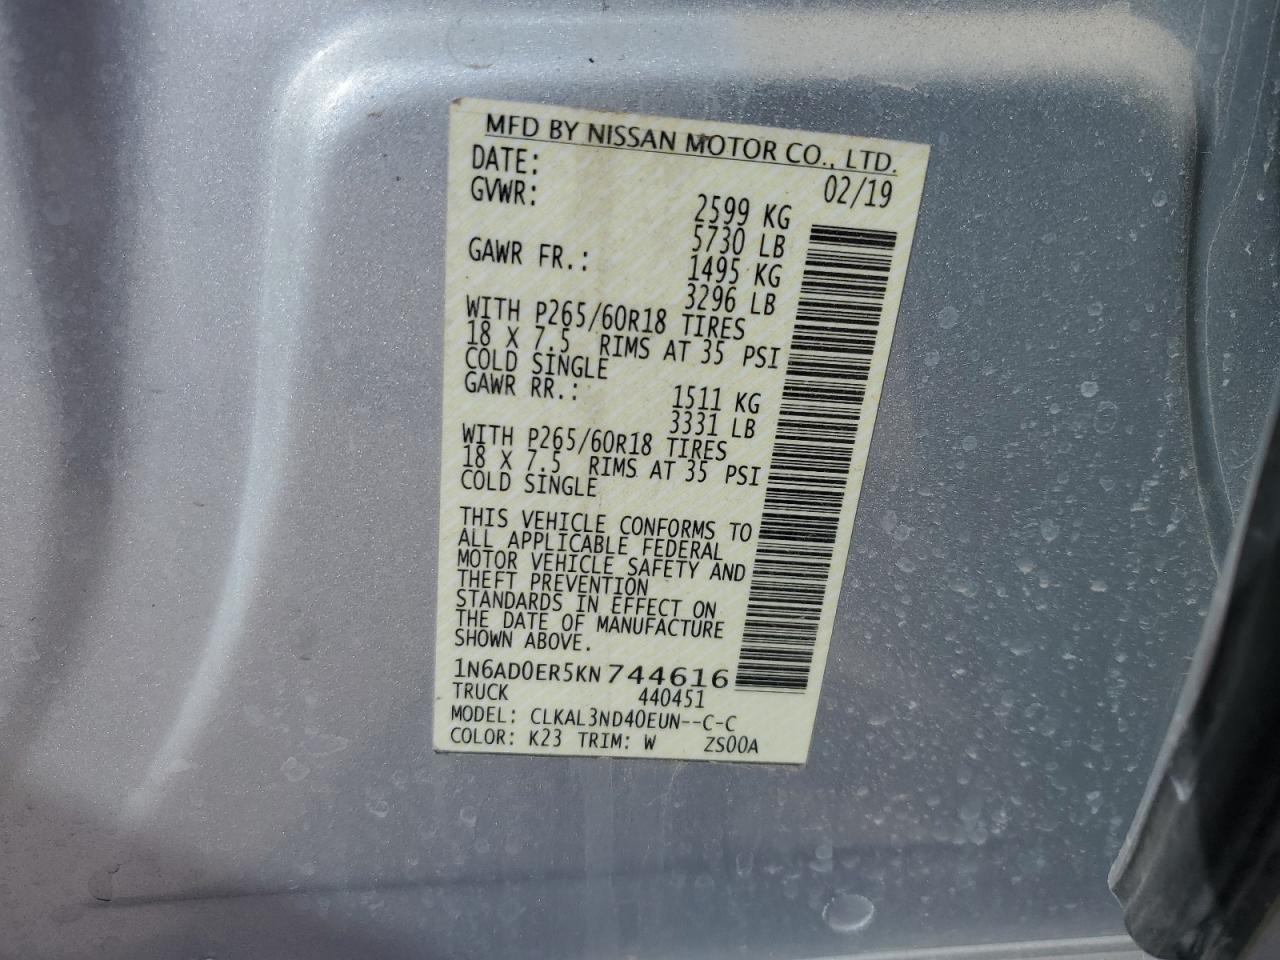 MFD BY NISSAN MOTOR CO., LTD.
DATE: 02/19
GVWR: 2599 KG
5730 LB
GAWR FR.: 1495 KG
3296 LB
WITH P265/60R18 TIRES
18 X 7.5 RIMS AT 35 PSI
COLD SINGLE
GAWR RR.: 1511 KG
3331 LB
WITH P265/60R18 TIRES
18 X 7.5 RIMS AT 35 PSI
COLD SINGLE
THIS VEHICLE CONFORMS TO
ALL APPLICABLE FEDERAL
MOTOR VEHICLE SAFETY AND
THEFT PREVENTION
STANDARDS IN EFFECT ON
THE DATE OF MANUFACTURE
SHOWN ABOVE.
1N6AD0ER5KN744616
TRUCK 440451
MODEL: CLKAL3ND40EUN--C-C
COLOR: K23 TRIM: W ZS00A